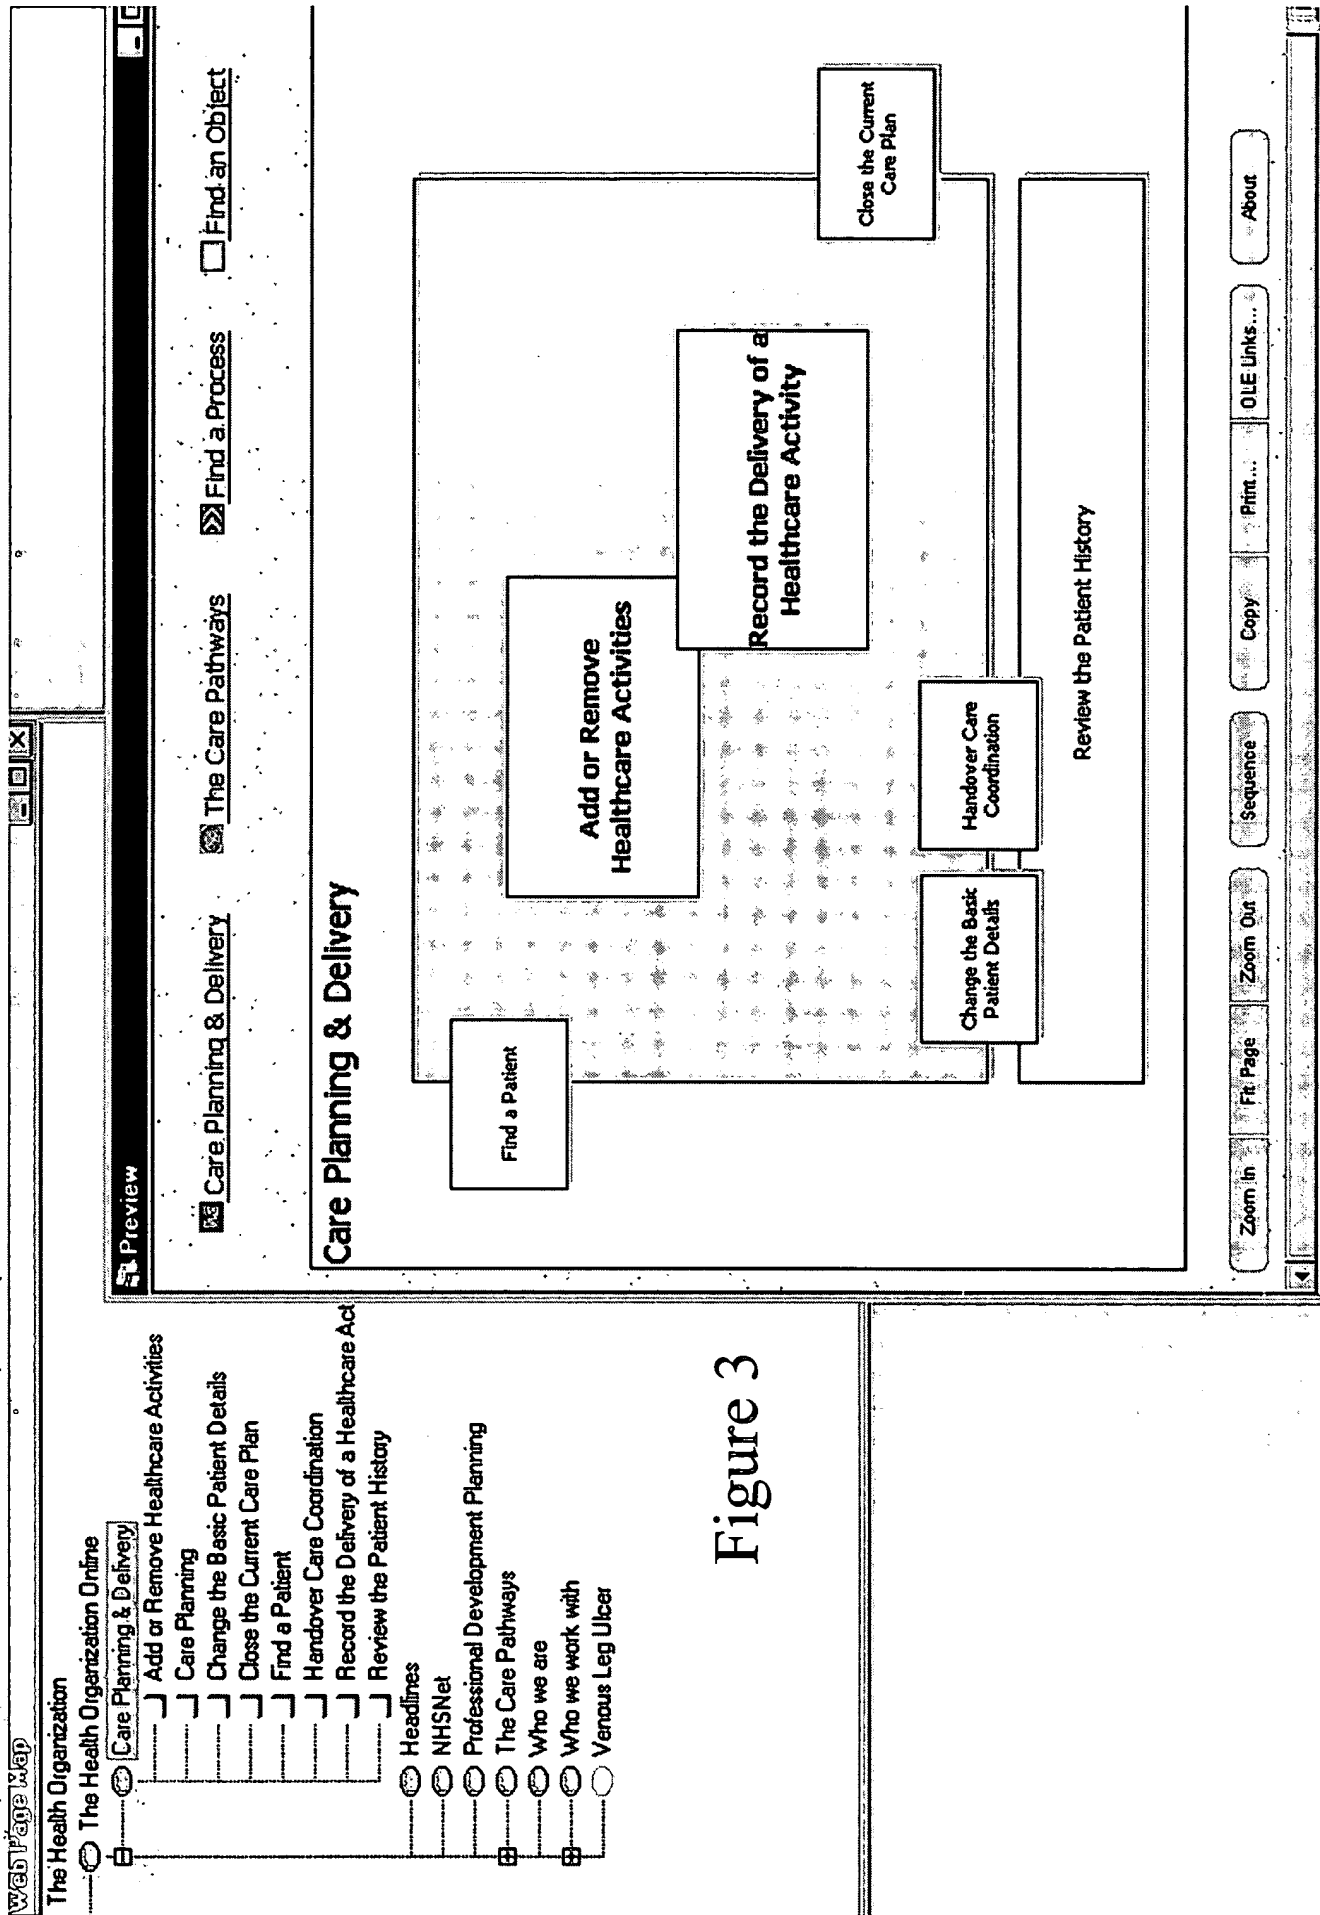 Web Page Map
The Health Organization
The Health Organization Online
Care Planning & Delivery
Add or Remove Healthcare Activities
Care Planning
Change the Basic Patient Details
Close the Current Care Plan
Find a Patient
Handover Care Coordination
Record the Delivery of a Healthcare Act
Review the Patient History
Headlines
NHSNet
Professional Development Planning
The Care Pathways
Who we are
Who we work with
Venous Leg Ulcer
Figure 3
Preview
Care Planning & Delivery
The Care Pathways
Find a Process
Find an Object
Care Planning & Delivery
Find a Patient
Add or Remove
Healthcare Activities
Record the Delivery of a
Healthcare Activity
Close the Current
Care Plan
Change the Basic
Patient Details
Handover Care
Coordination
Review the Patient History
Zoom In
Fit Page
Zoom Out
Sequence
Copy
Print...
OLE Links...
About